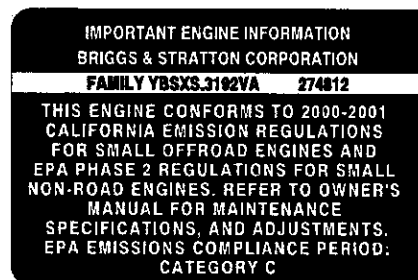 IMPORTANT ENGINE INFORMATION
BRIGGS & STRATTON CORPORATION
FAMILY YBSXS.3192VA 274812
THIS ENGINE CONFORMS TO 2000-2001
CALIFORNIA EMISSION REGULATIONS
FOR SMALL OFFROAD ENGINES AND
EPA PHASE 2 REGULATIONS FOR SMALL
NON-ROAD ENGINES. REFER TO OWNER'S
MANUAL FOR MAINTENANCE
SPECIFICATIONS, AND ADJUSTMENTS.
EPA EMISSIONS COMPLIANCE PERIOD:
CATEGORY C